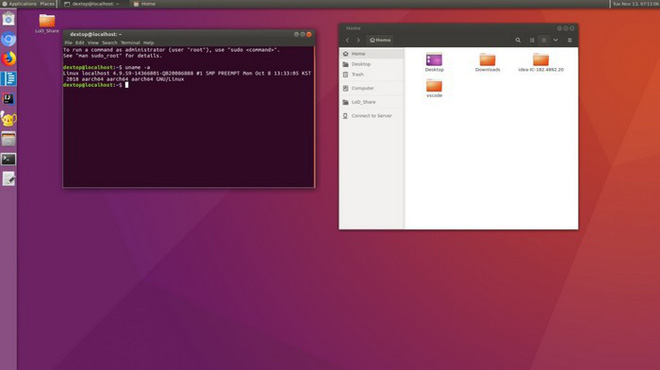 Applications Places
dextop@localhost: ~
Home
Tue Nov 13, 07:13:06
LoD_Share
dextop@localhost: ~
File Edit View Search Terminal Help
To run a command as administrator (user "root"), use "sudo <command>".
See "man sudo_root" for details.
dextop@localhost:~$ uname -a
Linux localhost 4.9.59-14366001-QB20086808 #1 SMP PREEMPT Mon Oct 8 13:33:05 KST
2018 aarch64 aarch64 aarch64 GNU/Linux
dextop@localhost:~$
Home
Home
Home
Desktop
Trash
Computer
LoD_Share
Connect to Server
Desktop
Downloads
idea-IC-182.4892.20
vscode